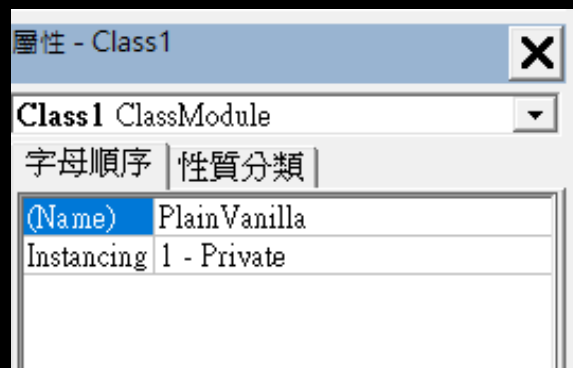 屬性 - Class1
Class1 ClassModule
字母順序 性質分類
(Name) PlainVanilla
Instancing 1 - Private